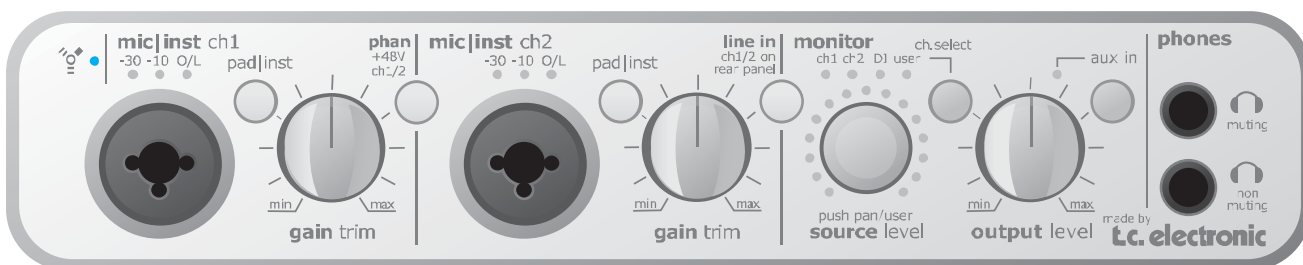 mic|inst ch1
-30 -10 O/L
pad|inst
phan
+48V
ch1/2
min
max
gain trim
mic|inst ch2
-30 -10 O/L
pad|inst
line in
ch1/2 on
rear panel
min
max
gain trim
monitor
ch1 ch2 DI user
ch.select
push pan/user
source level
aux in
min
max
output level
phones
muting
non
muting
made by
t.c. electronic